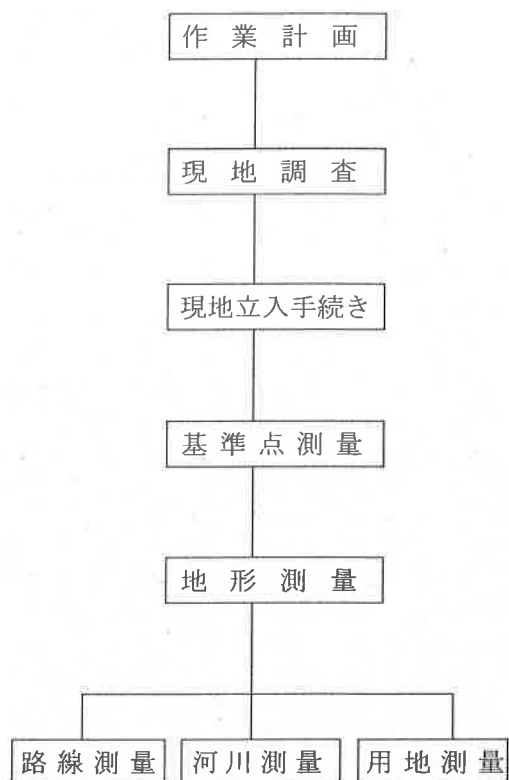 作業計画
現地調査
現地立入手続き
基準点測量
地形測量
路線測量 河川測量 用地測量